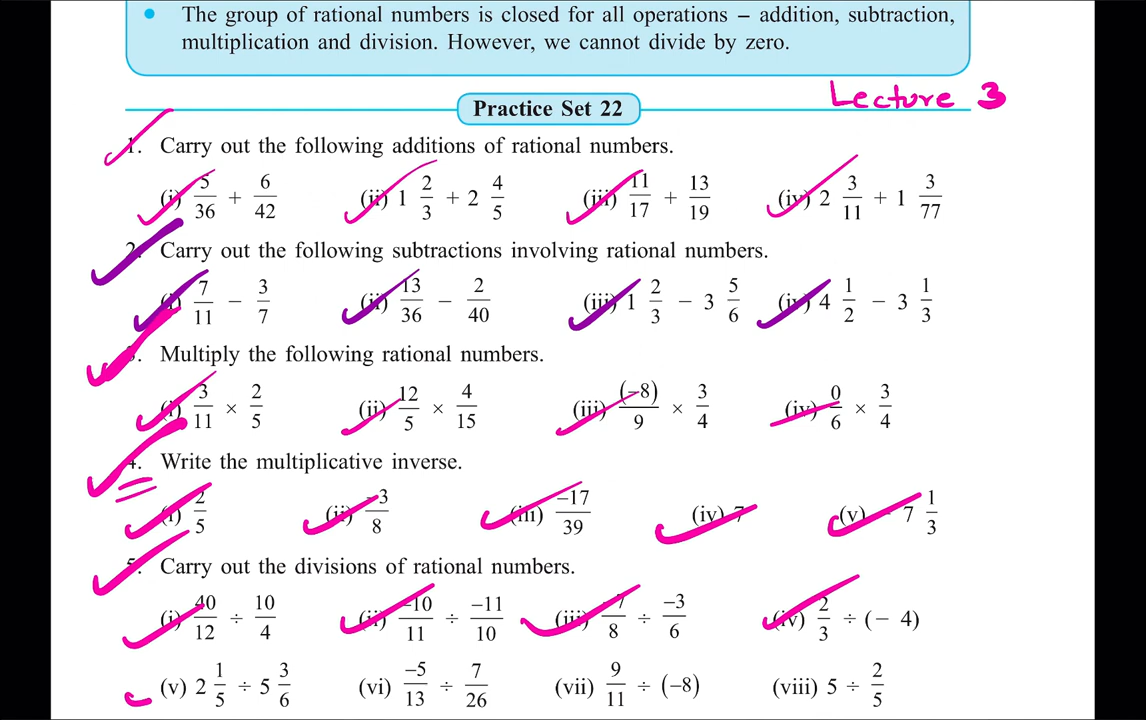 • The group of rational numbers is closed for all operations – addition, subtraction,
multiplication and division. However, we cannot divide by zero.
Lecture 3
Practice Set 22
1. Carry out the following additions of rational numbers.
(i) 5/36 + 6/42 (ii) 1 2/3 + 2 4/5 (iii) 11/17 + 13/19 (iv) 2 3/11 + 1 3/77
2. Carry out the following subtractions involving rational numbers.
(i) 7/11 − 3/7 (ii) 13/36 − 2/40 (iii) 1 2/3 − 3 5/6 (iv) 4 1/2 − 3 1/3
3. Multiply the following rational numbers.
(i) 3/11 × 2/5 (ii) 12/5 × 4/15 (iii) (−8)/9 × 3/4 (iv) 0/6 × 3/4
4. Write the multiplicative inverse.
(i) 2/5 (ii) −3/8 (iii) −17/39 (iv) 7 (v) − 7 1/3
5. Carry out the divisions of rational numbers.
(i) 40/12 ÷ 10/4 (ii) −10/11 ÷ −11/10 (iii) −7/8 ÷ −3/6 (iv) 2/3 ÷ (− 4)
(v) 2 1/5 ÷ 5 3/6 (vi) −5/13 ÷ 7/26 (vii) 9/11 ÷ (−8) (viii) 5 ÷ 2/5